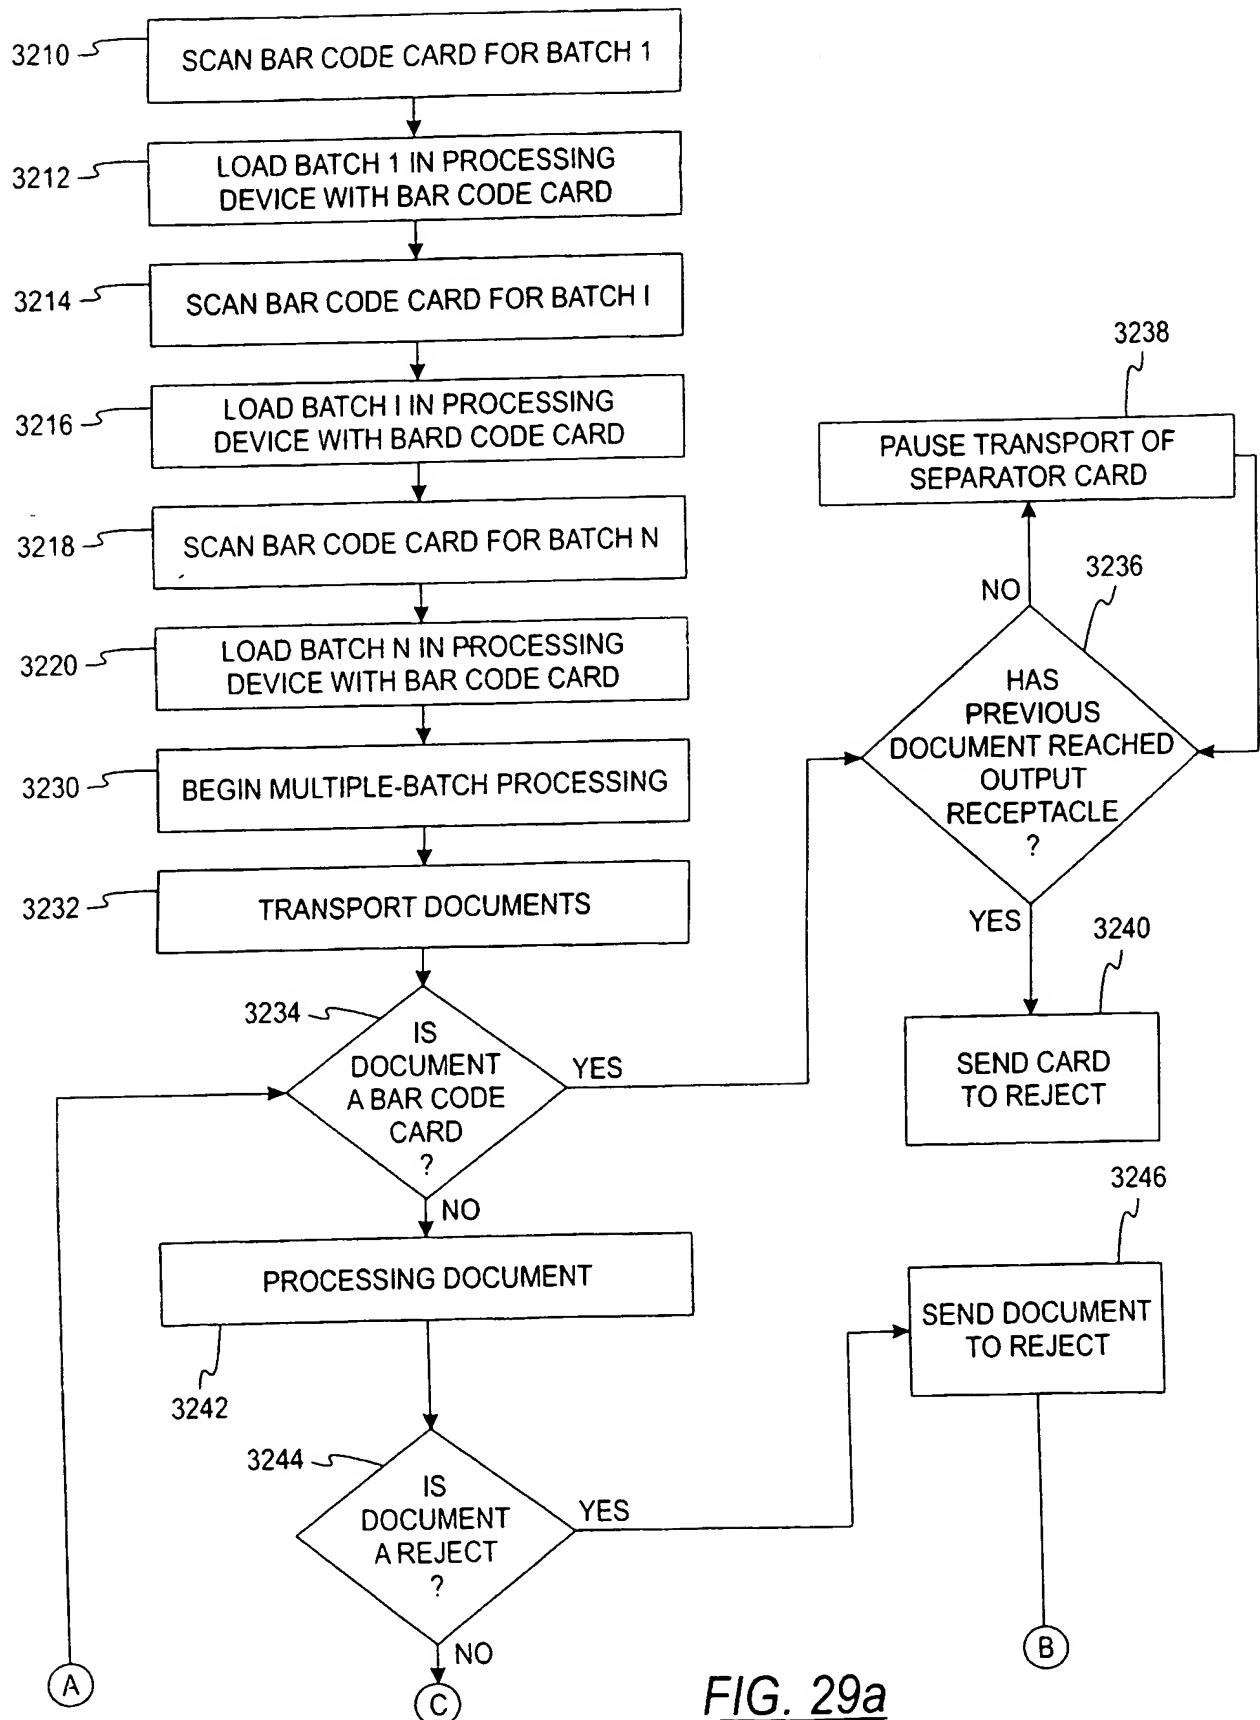 3210
SCAN BAR CODE CARD FOR BATCH 1
3212
LOAD BATCH 1 IN PROCESSING
DEVICE WITH BAR CODE CARD
3214
SCAN BAR CODE CARD FOR BATCH I
3216
LOAD BATCH I IN PROCESSING
DEVICE WITH BARD CODE CARD
3218
SCAN BAR CODE CARD FOR BATCH N
3220
LOAD BATCH N IN PROCESSING
DEVICE WITH BAR CODE CARD
3230
BEGIN MULTIPLE-BATCH PROCESSING
3232
TRANSPORT DOCUMENTS
3234
IS
DOCUMENT
A BAR CODE
CARD
?
YES
NO
3238
PAUSE TRANSPORT OF
SEPARATOR CARD
NO
3236
HAS
PREVIOUS
DOCUMENT REACHED
OUTPUT
RECEPTACLE
?
YES
3240
SEND CARD
TO REJECT
PROCESSING DOCUMENT
3242
3244
IS
DOCUMENT
A REJECT
?
YES
NO
3246
SEND DOCUMENT
TO REJECT
A
C
B
FIG. 29a